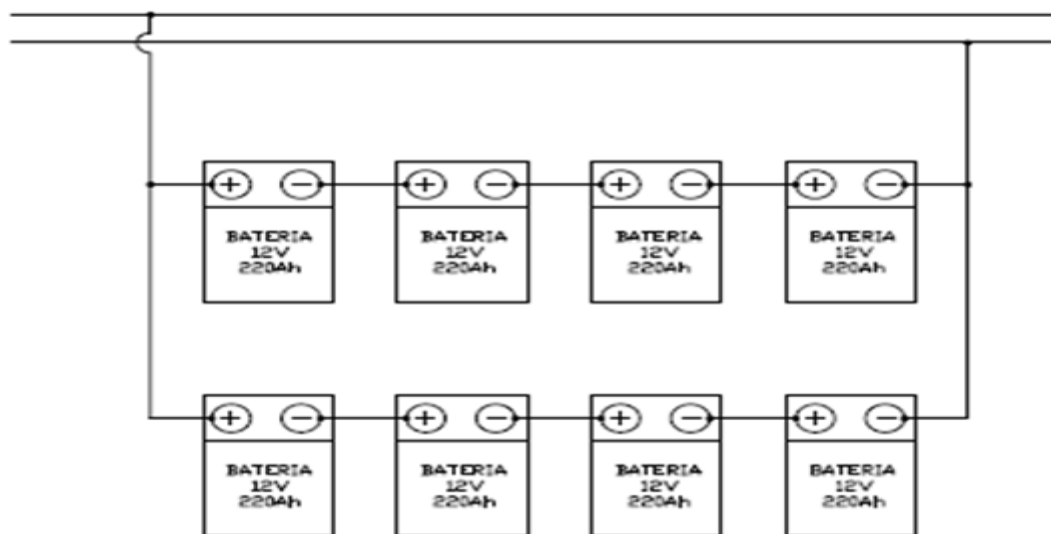 + − + − + − + −
BATERIA BATERIA BATERIA BATERIA
12V 12V 12V 12V
220Ah 220Ah 220Ah 220Ah
+ − + − + − + −
BATERIA BATERIA BATERIA BATERIA
12V 12V 12V 12V
220Ah 220Ah 220Ah 220Ah